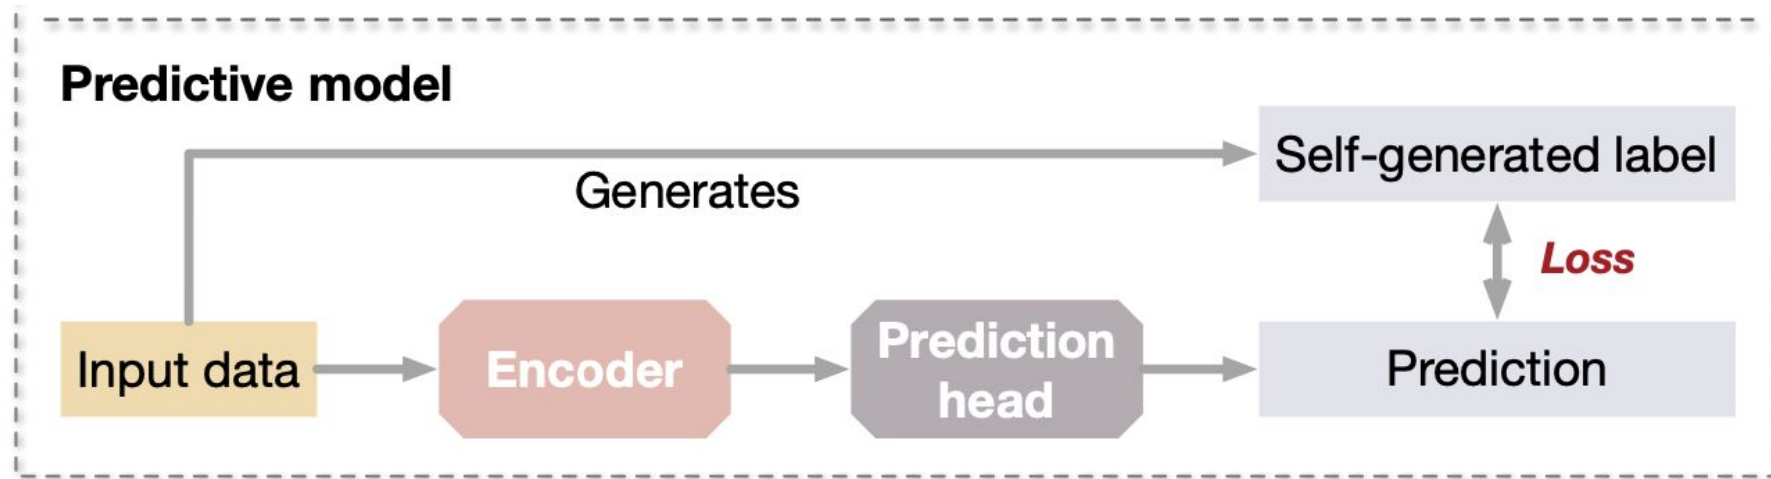 Predictive model
Self-generated label
Generates
Loss
Input data
Encoder
Prediction
head
Prediction